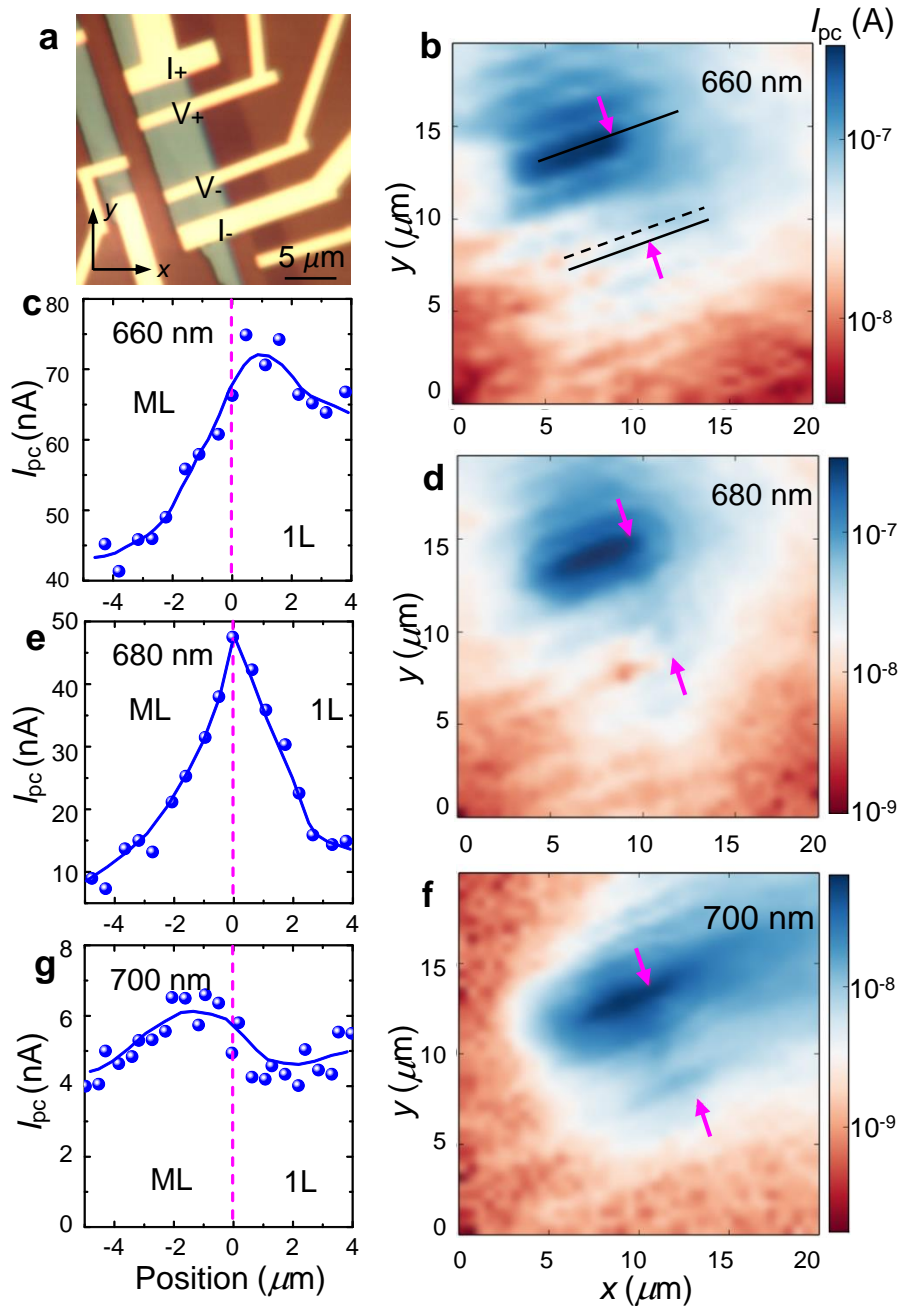 a
I+
V+
V-
I-
y
x
5 μm
b
I_pc (A)
660 nm
15
10
5
0
y (μm)
0 5 10 15 20
10^-7
10^-8
c
660 nm
ML
1L
80
70
60
50
40
I_pc (nA)
-4 -2 0 2 4
d
680 nm
15
10
5
0
y (μm)
0 5 10 15 20
10^-7
10^-8
10^-9
e
680 nm
ML
1L
50
40
30
20
10
I_pc (nA)
-4 -2 0 2 4
f
700 nm
15
10
5
0
y (μm)
0 5 10 15 20
x (μm)
10^-8
10^-9
g
700 nm
ML
1L
8
6
4
2
0
I_pc (nA)
-4 -2 0 2 4
Position (μm)